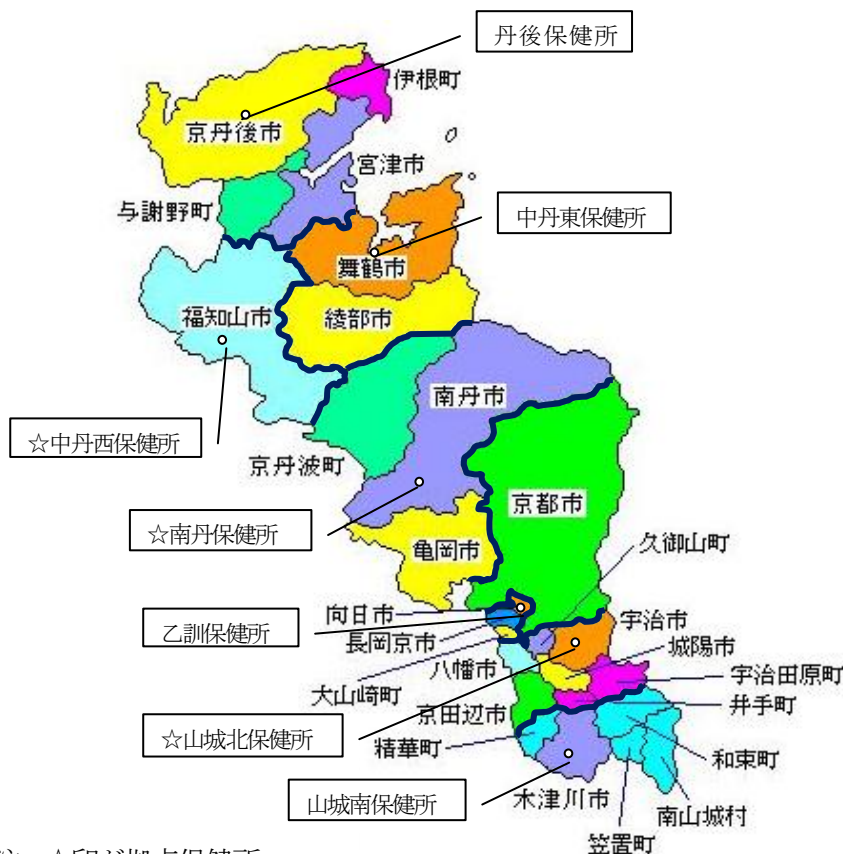 丹後保健所
伊根町
京丹後市
宮津市
与謝野町
中丹東保健所
舞鶴市
福知山市
綾部市
南丹市
☆中丹西保健所
京丹波町
京都市
☆南丹保健所
亀岡市
久御山町
向日市
宇治市
乙訓保健所
長岡京市
城陽市
八幡市
宇治田原町
大山崎町
井手町
京田辺市
☆山城北保健所
精華町
和束町
山城南保健所
木津川市
南山城村
笠置町